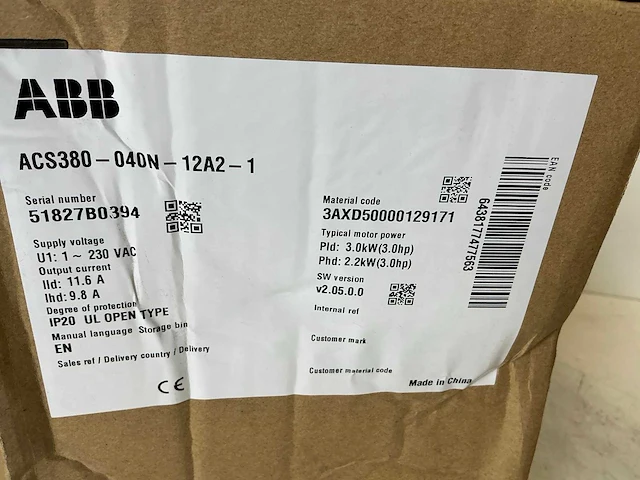 ABB
ACS380-040N-12A2-1
Serial number
51827B0394
Supply voltage
U1: 1 ~ 230 VAC
Output current
Ild: 11.6 A
Ihd: 9.8 A
Degree of protection
IP20 UL OPEN TYPE
Manual language Storage bin
EN
Sales ref / Delivery country / Delivery
CE
Material code
3AXD50000129171
Typical motor power
Pld: 3.0kW(3.0hp)
Phd: 2.2kW(3.0hp)
SW version
v2.05.0.0
Internal ref
Customer mark
Customer material code
Made in China
EAN code
6438177477563